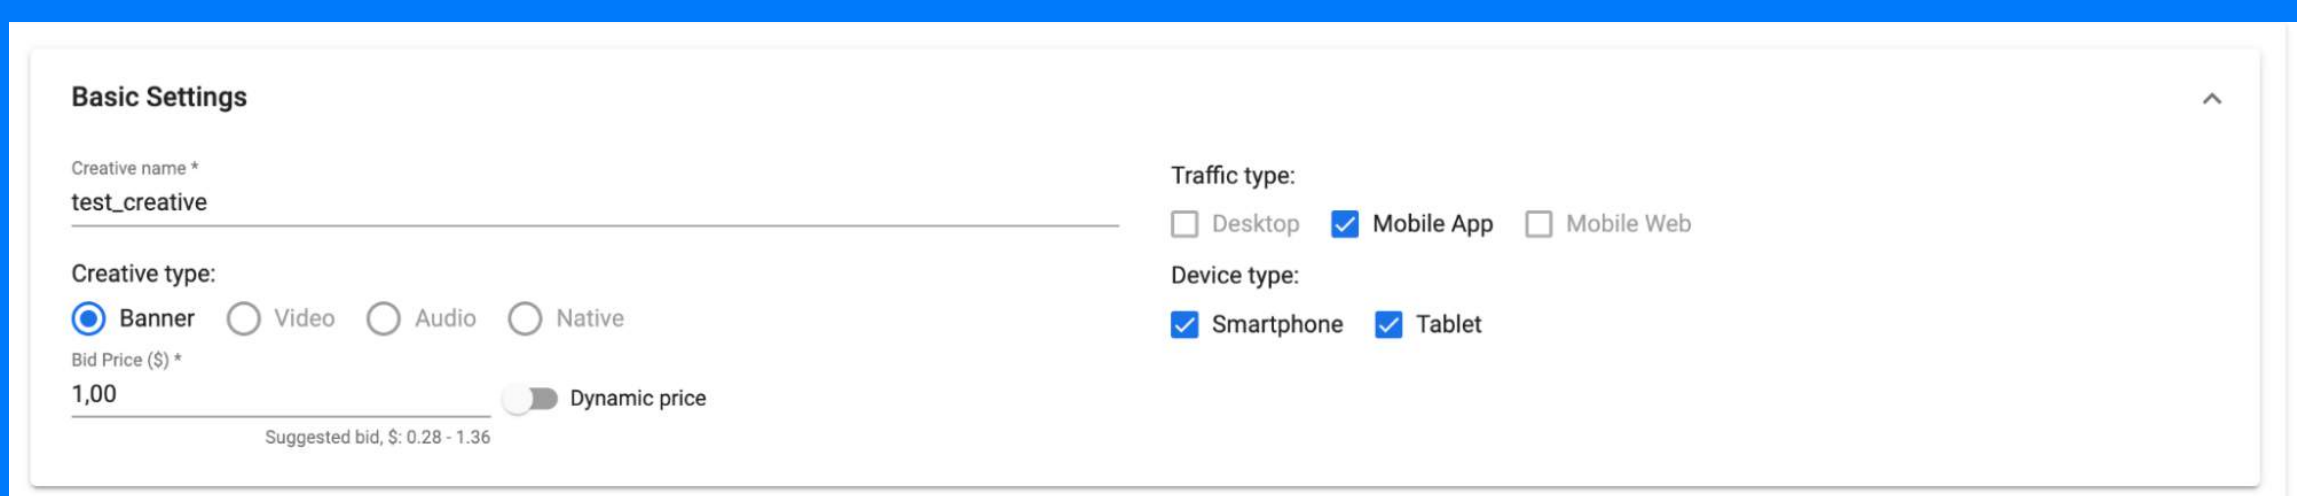 Basic Settings
Creative name *
test_creative
Creative type:
Banner Video Audio Native
Bid Price ($) *
1,00
Dynamic price
Suggested bid, $: 0.28 - 1.36
Traffic type:
Desktop Mobile App Mobile Web
Device type:
Smartphone Tablet